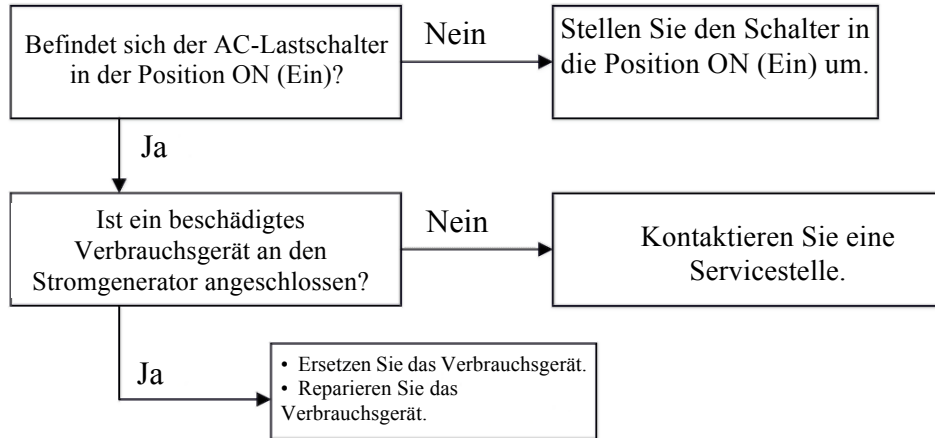 Befindet sich der AC-Lastschalter
in der Position ON (Ein)?
Nein
Stellen Sie den Schalter in
die Position ON (Ein) um.
Ja
Ist ein beschädigtes
Verbrauchsgerät an den
Stromgenerator angeschlossen?
Nein
Kontaktieren Sie eine
Servicestelle.
Ja
• Ersetzen Sie das Verbrauchsgerät.
• Reparieren Sie das
Verbrauchsgerät.